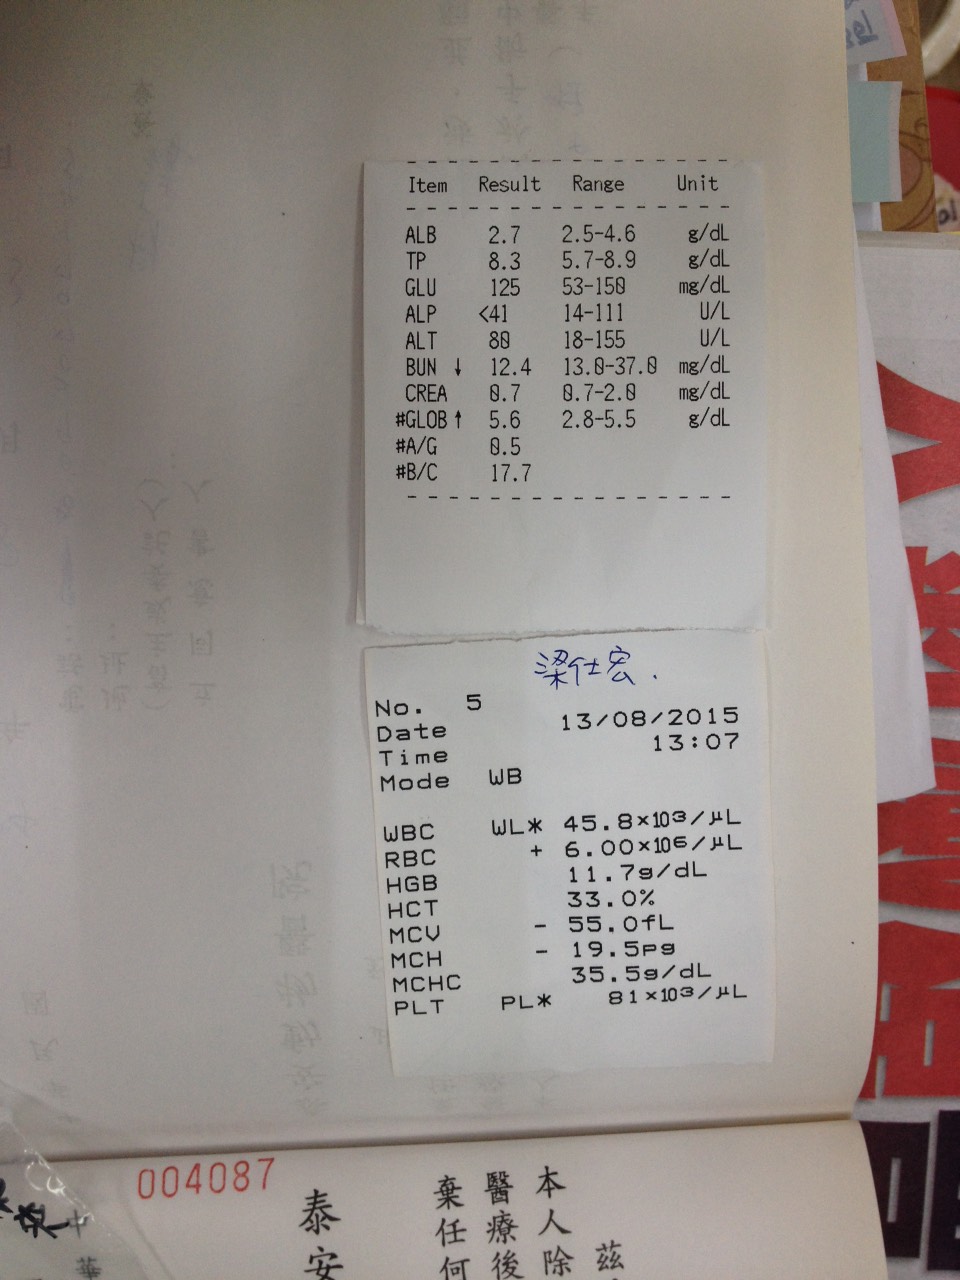 Item Result Range Unit
ALB 2.7 2.5-4.6 g/dL
TP 8.3 5.7-8.9 g/dL
GLU 125 53-150 mg/dL
ALP <41 14-111 U/L
ALT 80 18-155 U/L
BUN ↓ 12.4 13.0-37.0 mg/dL
CREA 0.7 0.7-2.0 mg/dL
#GLOB ↑ 5.6 2.8-5.5 g/dL
#A/G 0.5
#B/C 17.7
梁仕宏.
No. 5
Date 13/08/2015
Time 13:07
Mode WB
WBC WL* 45.8×10³/μL
RBC + 6.00×10⁶/μL
HGB 11.7g/dL
HCT 33.0%
MCV - 55.0fL
MCH - 19.5pg
MCHC 35.5g/dL
PLT PL* 81×10³/μL
004087
茲
本人除
醫療後
棄任何
泰安
中華